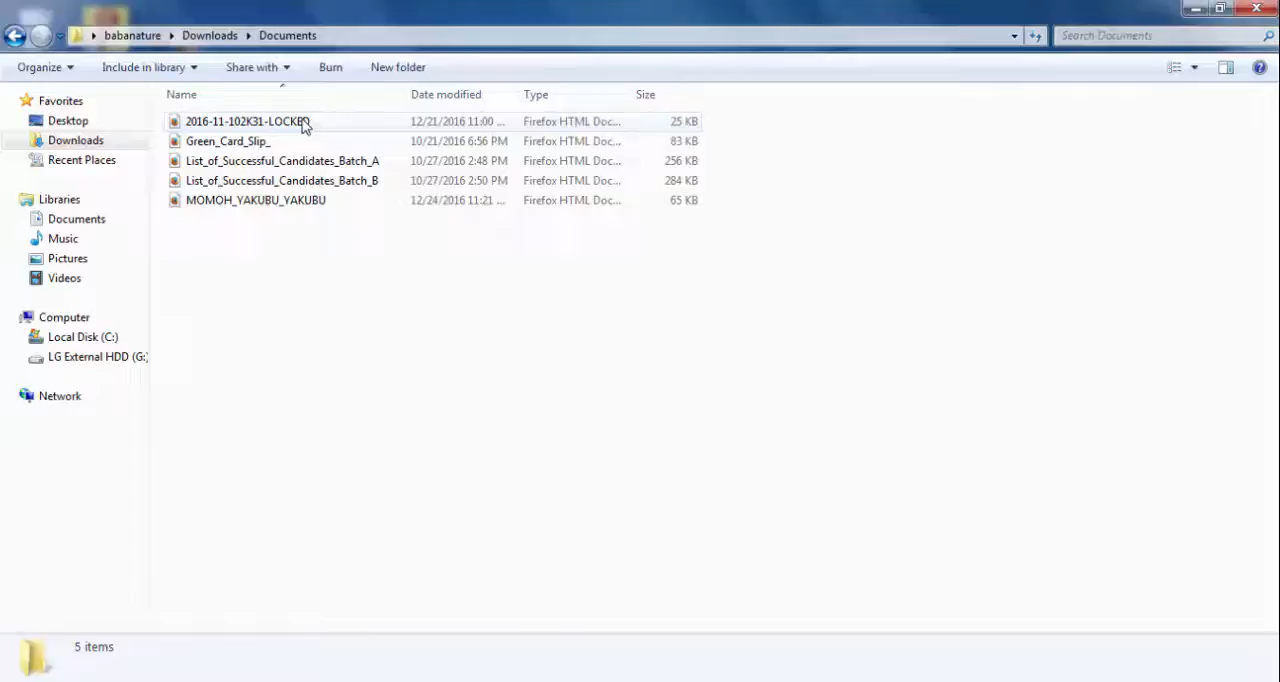 babanature Downloads Documents
Search Documents
Organize Include in library Share with Burn New folder
Name Date modified Type Size
Favorites
Desktop
Downloads
Recent Places
Libraries
Documents
Music
Pictures
Videos
Computer
Local Disk (C:)
LG External HDD (G:)
Network
2016-11-102K31-LOCKBO 12/21/2016 11:00 ... Firefox HTML Doc... 25 KB
Green_Card_Slip_ 10/21/2016 6:56 PM Firefox HTML Doc... 83 KB
List_of_Successful_Candidates_Batch_A 10/27/2016 2:48 PM Firefox HTML Doc... 256 KB
List_of_Successful_Candidates_Batch_B 10/27/2016 2:50 PM Firefox HTML Doc... 284 KB
MOMOH_YAKUBU_YAKUBU 12/24/2016 11:21 ... Firefox HTML Doc... 65 KB
5 items